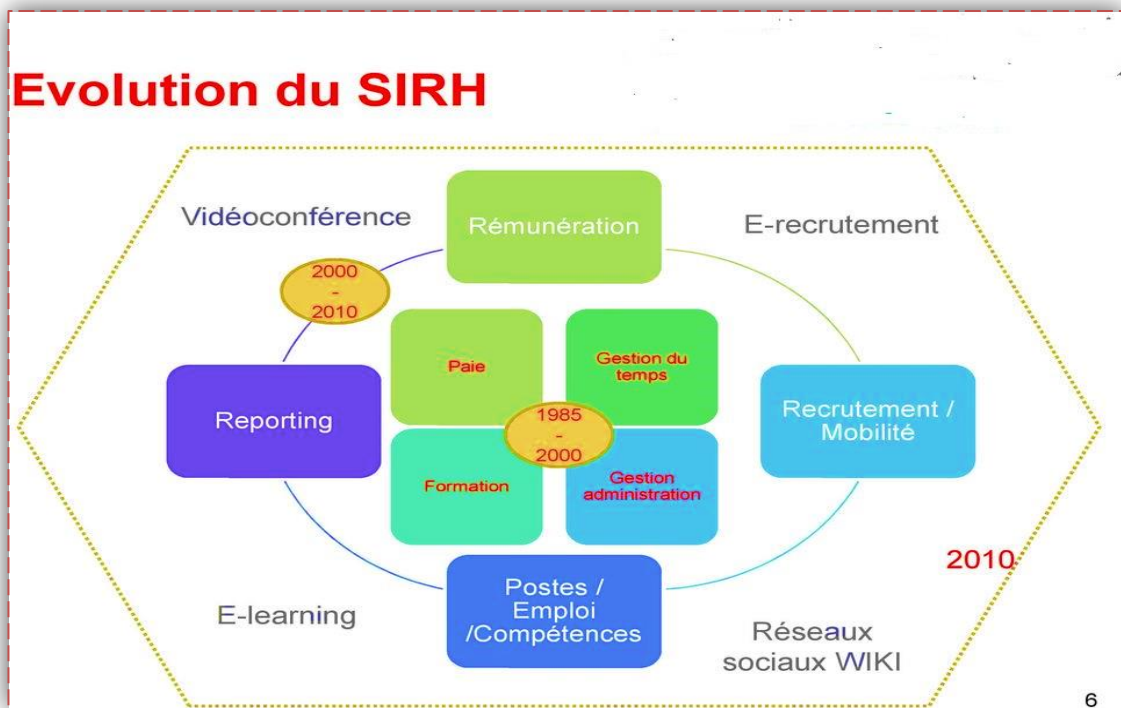 Evolution du SIRH
Vidéoconférence
Rémunération
E-recrutement
2000
-
2010
Paie
Gestion du
temps
Reporting
1985
-
2000
Recrutement /
Mobilité
Formation
Gestion
administration
2010
Postes /
Emploi
/Compétences
E-learning
Réseaux
sociaux WIKI
6